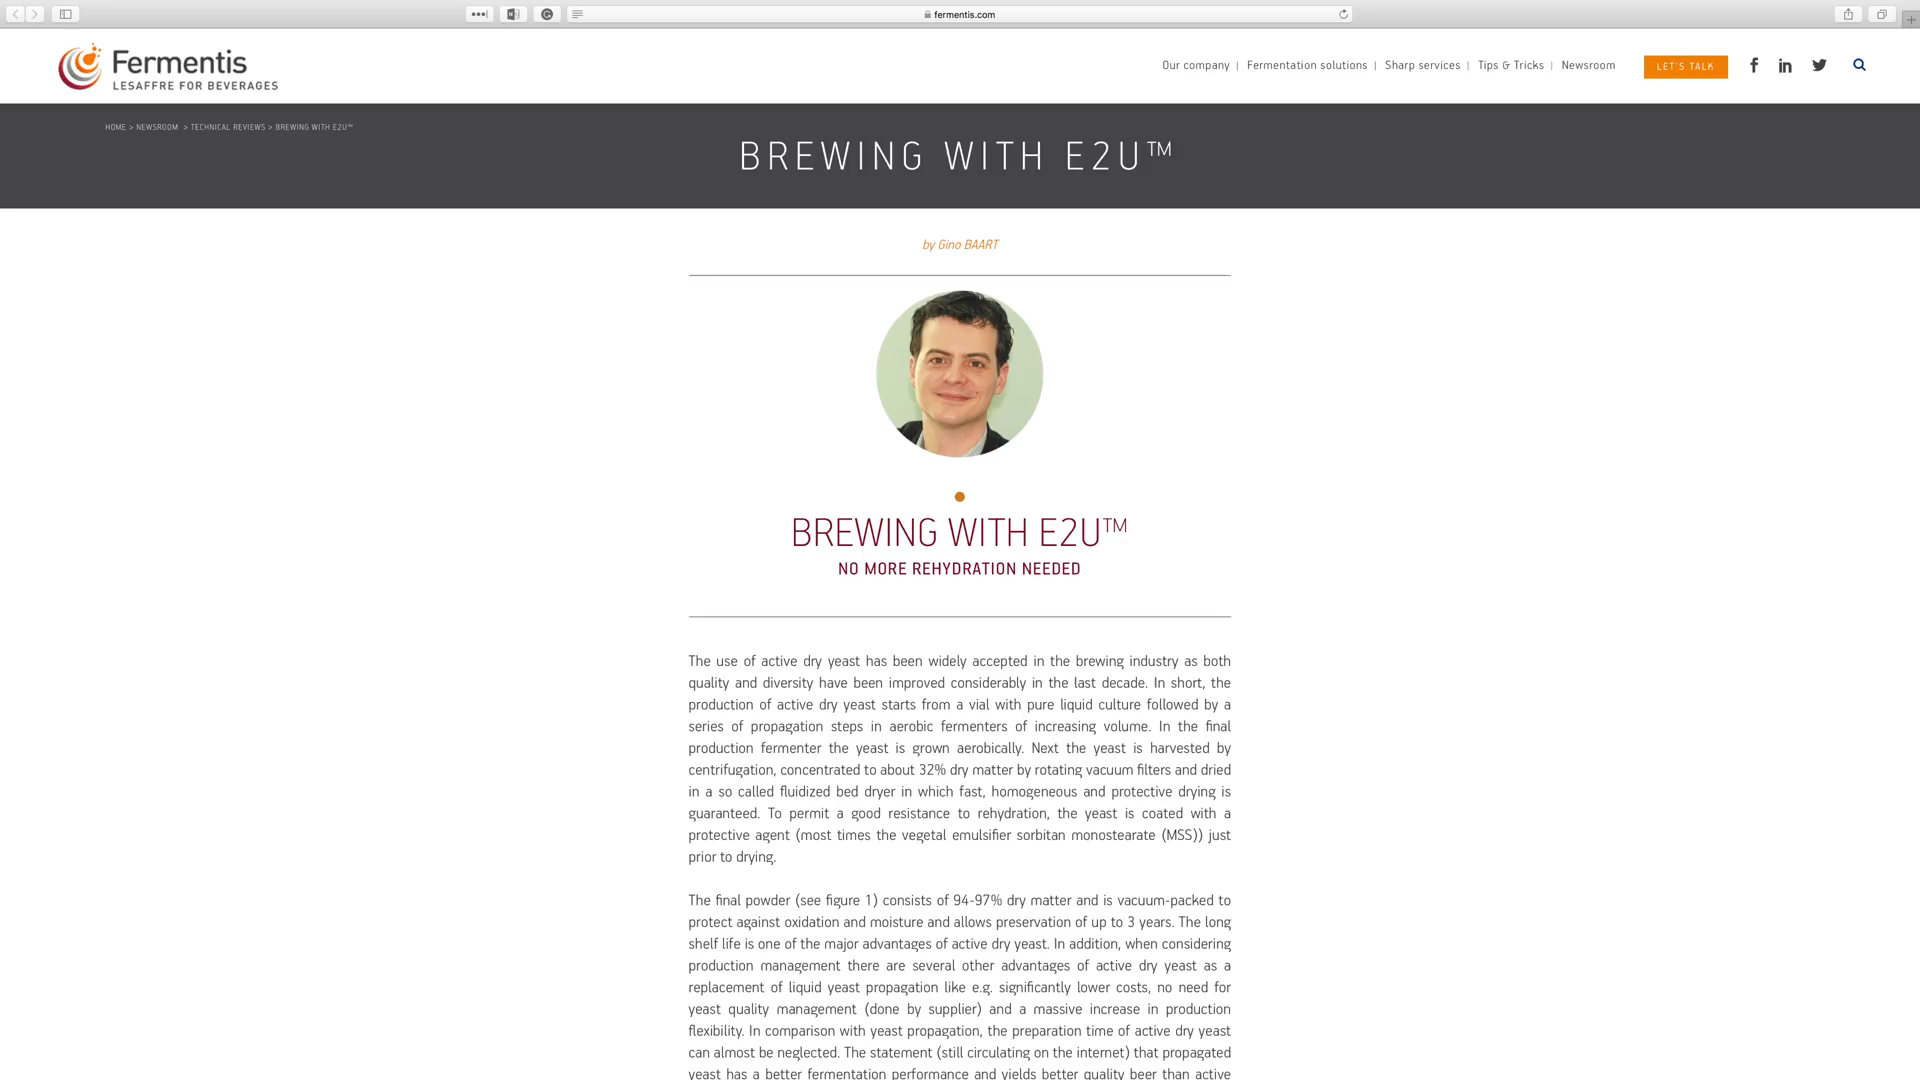 fermentis.com
Fermentis
LESAFFRE FOR BEVERAGES
Our company | Fermentation solutions | Sharp services | Tips & Tricks | Newsroom
LET'S TALK
HOME > NEWSROOM > TECHNICAL REVIEWS > BREWING WITH E2U™
BREWING WITH E2U™
by Gino BAART
BREWING WITH E2U™
NO MORE REHYDRATION NEEDED
The use of active dry yeast has been widely accepted in the brewing industry as both
quality and diversity have been improved considerably in the last decade. In short, the
production of active dry yeast starts from a vial with pure liquid culture followed by a
series of propagation steps in aerobic fermenters of increasing volume. In the final
production fermenter the yeast is grown aerobically. Next the yeast is harvested by
centrifugation, concentrated to about 32% dry matter by rotating vacuum filters and dried
in a so called fluidized bed dryer in which fast, homogeneous and protective drying is
guaranteed. To permit a good resistance to rehydration, the yeast is coated with a
protective agent (most times the vegetal emulsifier sorbitan monostearate (MSS)) just
prior to drying.
The final powder (see figure 1) consists of 94-97% dry matter and is vacuum-packed to
protect against oxidation and moisture and allows preservation of up to 3 years. The long
shelf life is one of the major advantages of active dry yeast. In addition, when considering
production management there are several other advantages of active dry yeast as a
replacement of liquid yeast propagation like e.g. significantly lower costs, no need for
yeast quality management (done by supplier) and a massive increase in production
flexibility. In comparison with yeast propagation, the preparation time of active dry yeast
can almost be neglected. The statement (still circulating on the internet) that propagated
yeast has a better fermentation performance and yields better quality beer than active